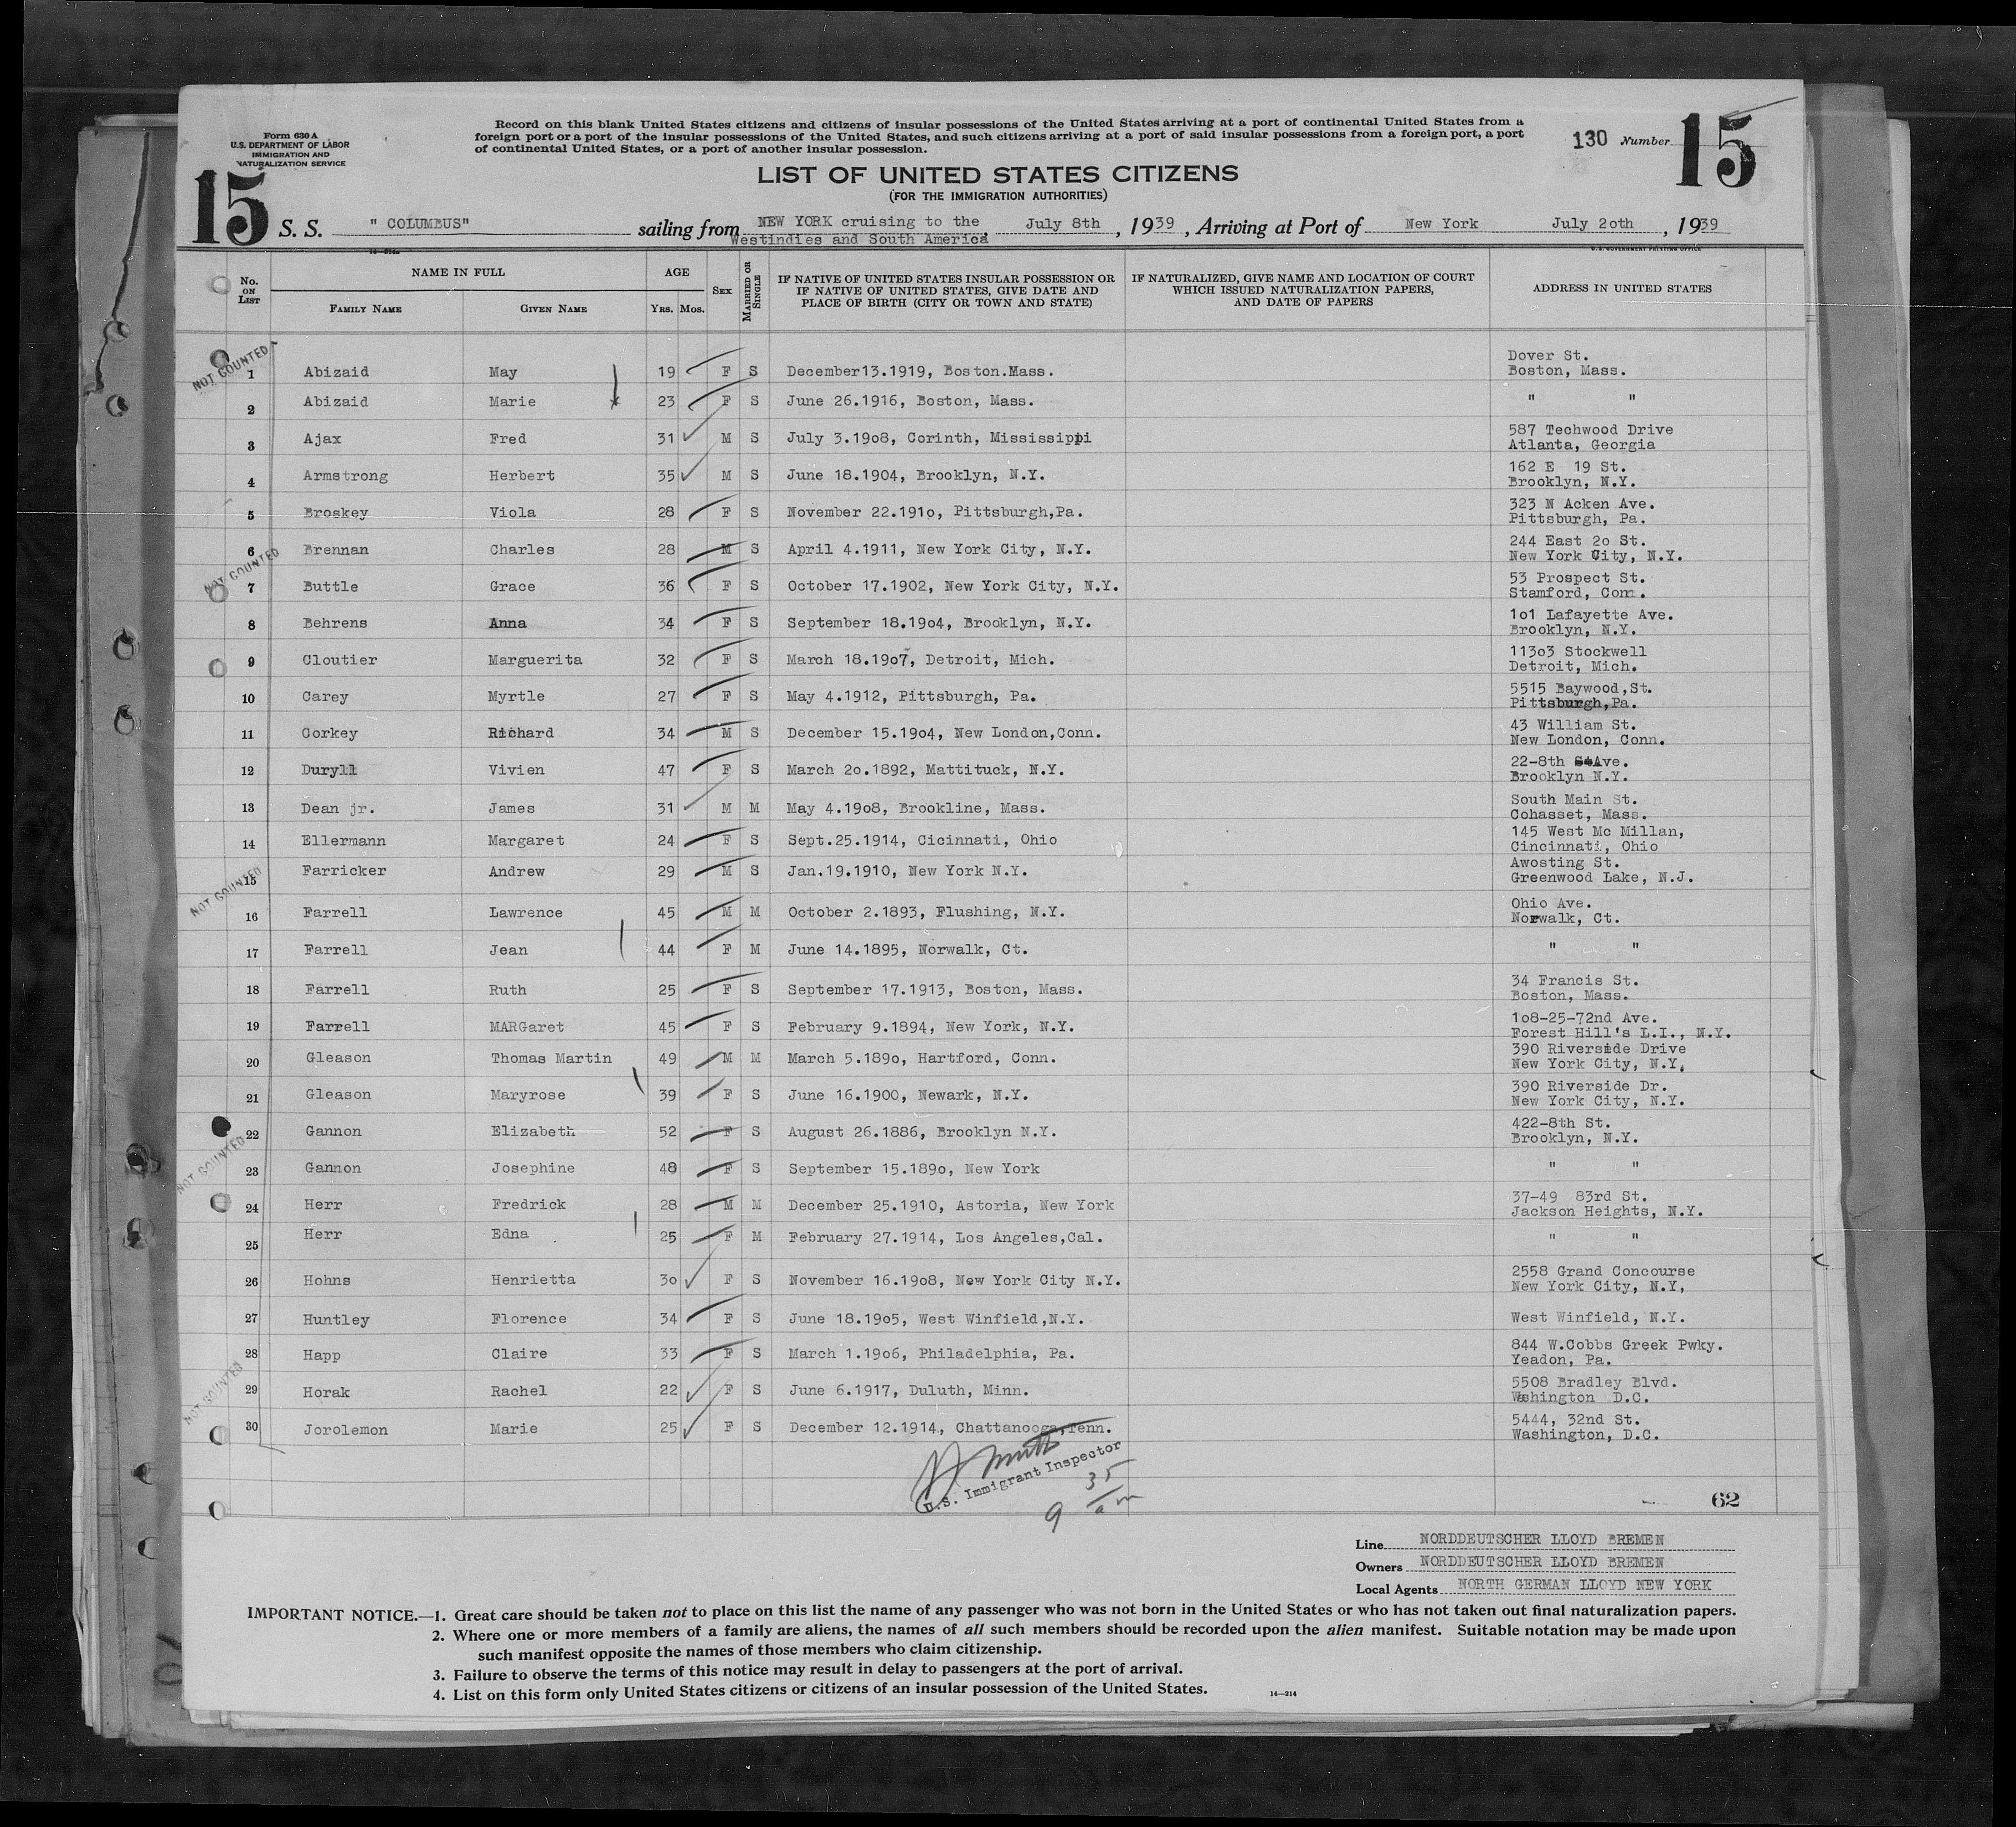 Form 630 A
U.S. DEPARTMENT OF LABOR
IMMIGRATION AND
NATURALIZATION SERVICE
Record on this blank United States citizens and citizens of insular possessions of the United States arriving at a port of continental United States from a
foreign port or a port of the insular possessions of the United States, and such citizens arriving at a port of said insular possessions from a foreign port, a port
of continental United States, or a port of another insular possession.
130 Number 15
15
LIST OF UNITED STATES CITIZENS
(FOR THE IMMIGRATION AUTHORITIES)
S. S. " COLUMBUS" sailing from NEW YORK cruising to the July 8th , 1939 , Arriving at Port of New York July 2oth , 1939
Westindies and South America
14-214a
U.S. GOVERNMENT PRINTING OFFICE
No. ON LIST
NAME IN FULL
FAMILY NAME GIVEN NAME
AGE
YRS. MOS.
SEX
MARRIED OR SINGLE
IF NATIVE OF UNITED STATES INSULAR POSSESSION OR
IF NATIVE OF UNITED STATES, GIVE DATE AND
PLACE OF BIRTH (CITY OR TOWN AND STATE)
IF NATURALIZED, GIVE NAME AND LOCATION OF COURT
WHICH ISSUED NATURALIZATION PAPERS,
AND DATE OF PAPERS
ADDRESS IN UNITED STATES
NOT COUNTED
Dover St.
1 Abizaid May 19 F S December13.1919, Boston.Mass. Boston, Mass.
2 Abizaid Marie 23 F S June 26.1916, Boston, Mass. " "
587 Techwood Drive
3 Ajax Fred 31 M S July 3.19o8, Corinth, Mississippi Atlanta, Georgia
162 E 19 St.
4 Armstrong Herbert 35 M S June 18.1904, Brooklyn, N.Y. Brooklyn, N.Y.
323 N Acken Ave.
5 Broskey Viola 28 F S November 22.191o, Pittsburgh,Pa. Pittsburgh, Pa.
244 East 2o St.
6 Brennan Charles 28 M S April 4.1911, New York City, N.Y. New York City, N.Y.
NOT COUNTED
53 Prospect St.
7 Buttle Grace 36 F S October 17.1902, New York City, N.Y. Stamford, Con.
1o1 Lafayette Ave.
8 Behrens Anna 34 F S September 18.19o4, Brooklyn, N.Y. Brooklyn, N.Y.
113o3 Stockwell
9 Cloutier Marguerita 32 F S March 18.19o7, Detroit, Mich. Detroit, Mich.
5515 Baywood,St.
10 Carey Myrtle 27 F S May 4.1912, Pittsburgh, Pa. Pittsburgh,Pa.
43 William St.
11 Corkey Richard 34 M S December 15.19o4, New London,Conn. New London, Conn.
22-8th St Ave.
12 Duryll Vivien 47 F S March 2o.1892, Mattituck, N.Y. Brooklyn N.Y.
South Main St.
13 Dean jr. James 31 M M May 4.19o8, Brookline, Mass. Cohasset, Mass.
145 West Mc Millan,
14 Ellermann Margaret 24 F S Sept.25.1914, Cicinnati, Ohio Cincinnati, Ohio
Awosting St.
15 Farricker Andrew 29 M S Jan.19.1910, New York N.Y. Greenwood Lake, N.J.
NOT COUNTED
Ohio Ave.
16 Farrell Lawrence 45 M M October 2.1893, Flushing, N.Y. Norwalk, Ct.
17 Farrell Jean 44 F M June 14.1895, Norwalk, Ct. " "
34 Francis St.
18 Farrell Ruth 25 F S September 17.1913, Boston, Mass. Boston, Mass.
1o8-25-72nd Ave.
19 Farrell MARGaret 45 F S February 9.1894, New York, N.Y. Forest Hill's L.I., N.Y.
390 Riverside Drive
20 Gleason Thomas Martin 49 M M March 5.189o, Hartford, Conn. New York City, N.Y.
390 Riverside Dr.
21 Gleason Maryrose 39 F S June 16.1900, Newark, N.Y. New York City, N.Y.
422-8th St.
22 Gannon Elizabeth 52 F S August 26.1886, Brooklyn N.Y. Brooklyn, N.Y.
NOT COUNTED
23 Gannon Josephine 48 F S September 15.189o, New York " "
37-49 83rd St.
24 Herr Fredrick 28 M M December 25.1910, Astoria, New York Jackson Heights, N.Y.
25 Herr Edna 25 F M February 27.1914, Los Angeles,Cal. " "
2558 Grand Concourse
26 Hohns Henrietta 3o F S November 16.19o8, New York City N.Y. New York City, N.Y,
27 Huntley Florence 34 F S June 18.19o5, West Winfield,N.Y. West Winfield, N.Y.
844 W.Cobbs Greek Pwky.
28 Happ Claire 33 F S March 1.19o6, Philadelphia, Pa. Yeadon, Pa.
5508 Bradley Blvd.
29 Horak Rachel 22 F S June 6.1917, Duluth, Minn. Washington D.C.
NOT COUNTED
5444, 32nd St.
30 Jorolemon Marie 25 F S December 12.1914, Chattanooga,Tenn. Washington, D.C.
U.S. Immigrant Inspector
9 35 am
62
Line NORDDEUTSCHER LLOYD BREMEN
Owners NORDDEUTSCHER LLOYD BREMEN
Local Agents NORTH GERMAN LLOYD NEW YORK
IMPORTANT NOTICE.—1. Great care should be taken not to place on this list the name of any passenger who was not born in the United States or who has not taken out final naturalization papers.
2. Where one or more members of a family are aliens, the names of all such members should be recorded upon the alien manifest. Suitable notation may be made upon
such manifest opposite the names of those members who claim citizenship.
3. Failure to observe the terms of this notice may result in delay to passengers at the port of arrival.
4. List on this form only United States citizens or citizens of an insular possession of the United States.
14—214